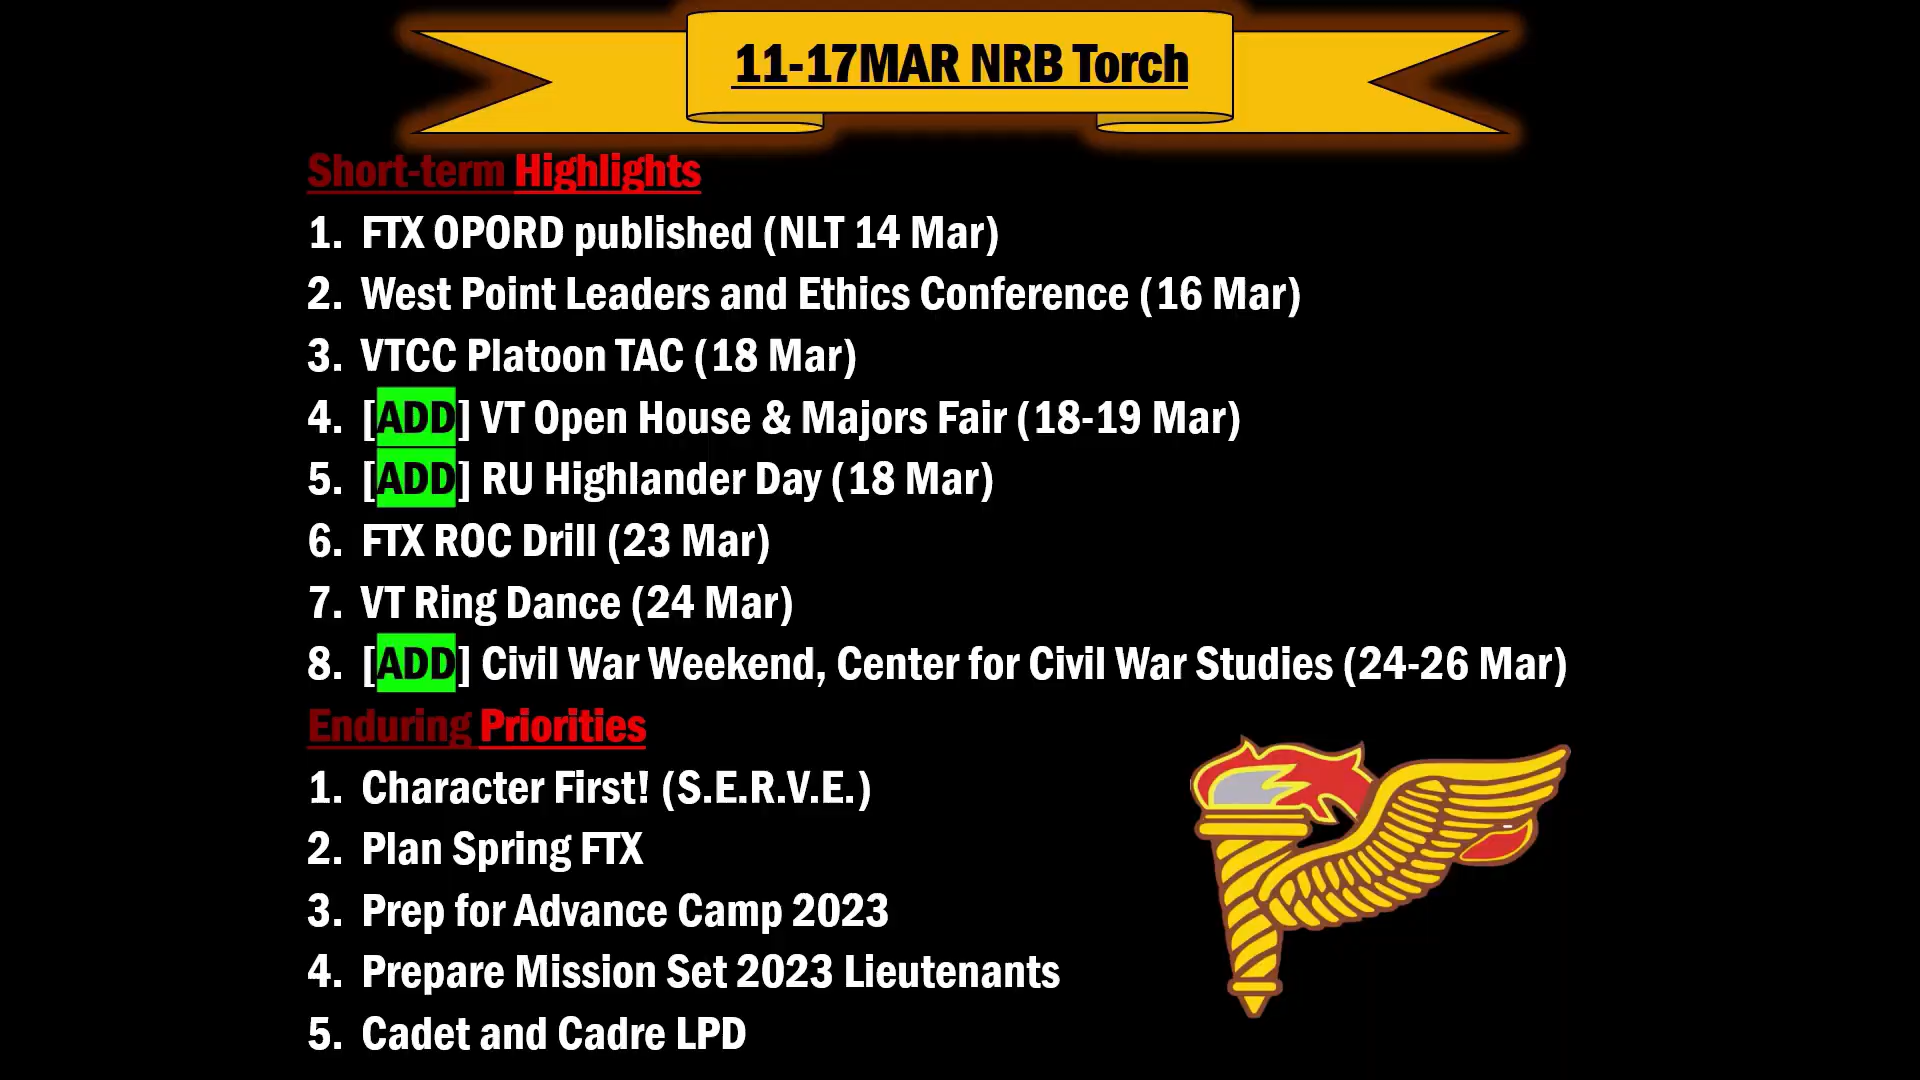 11-17MAR NRB Torch
Short-term Highlights
1. FTX OPORD published (NLT 14 Mar)
2. West Point Leaders and Ethics Conference (16 Mar)
3. VTCC Platoon TAC (18 Mar)
4. [ADD] VT Open House & Majors Fair (18-19 Mar)
5. [ADD] RU Highlander Day (18 Mar)
6. FTX ROC Drill (23 Mar)
7. VT Ring Dance (24 Mar)
8. [ADD] Civil War Weekend, Center for Civil War Studies (24-26 Mar)
Enduring Priorities
1. Character First! (S.E.R.V.E.)
2. Plan Spring FTX
3. Prep for Advance Camp 2023
4. Prepare Mission Set 2023 Lieutenants
5. Cadet and Cadre LPD